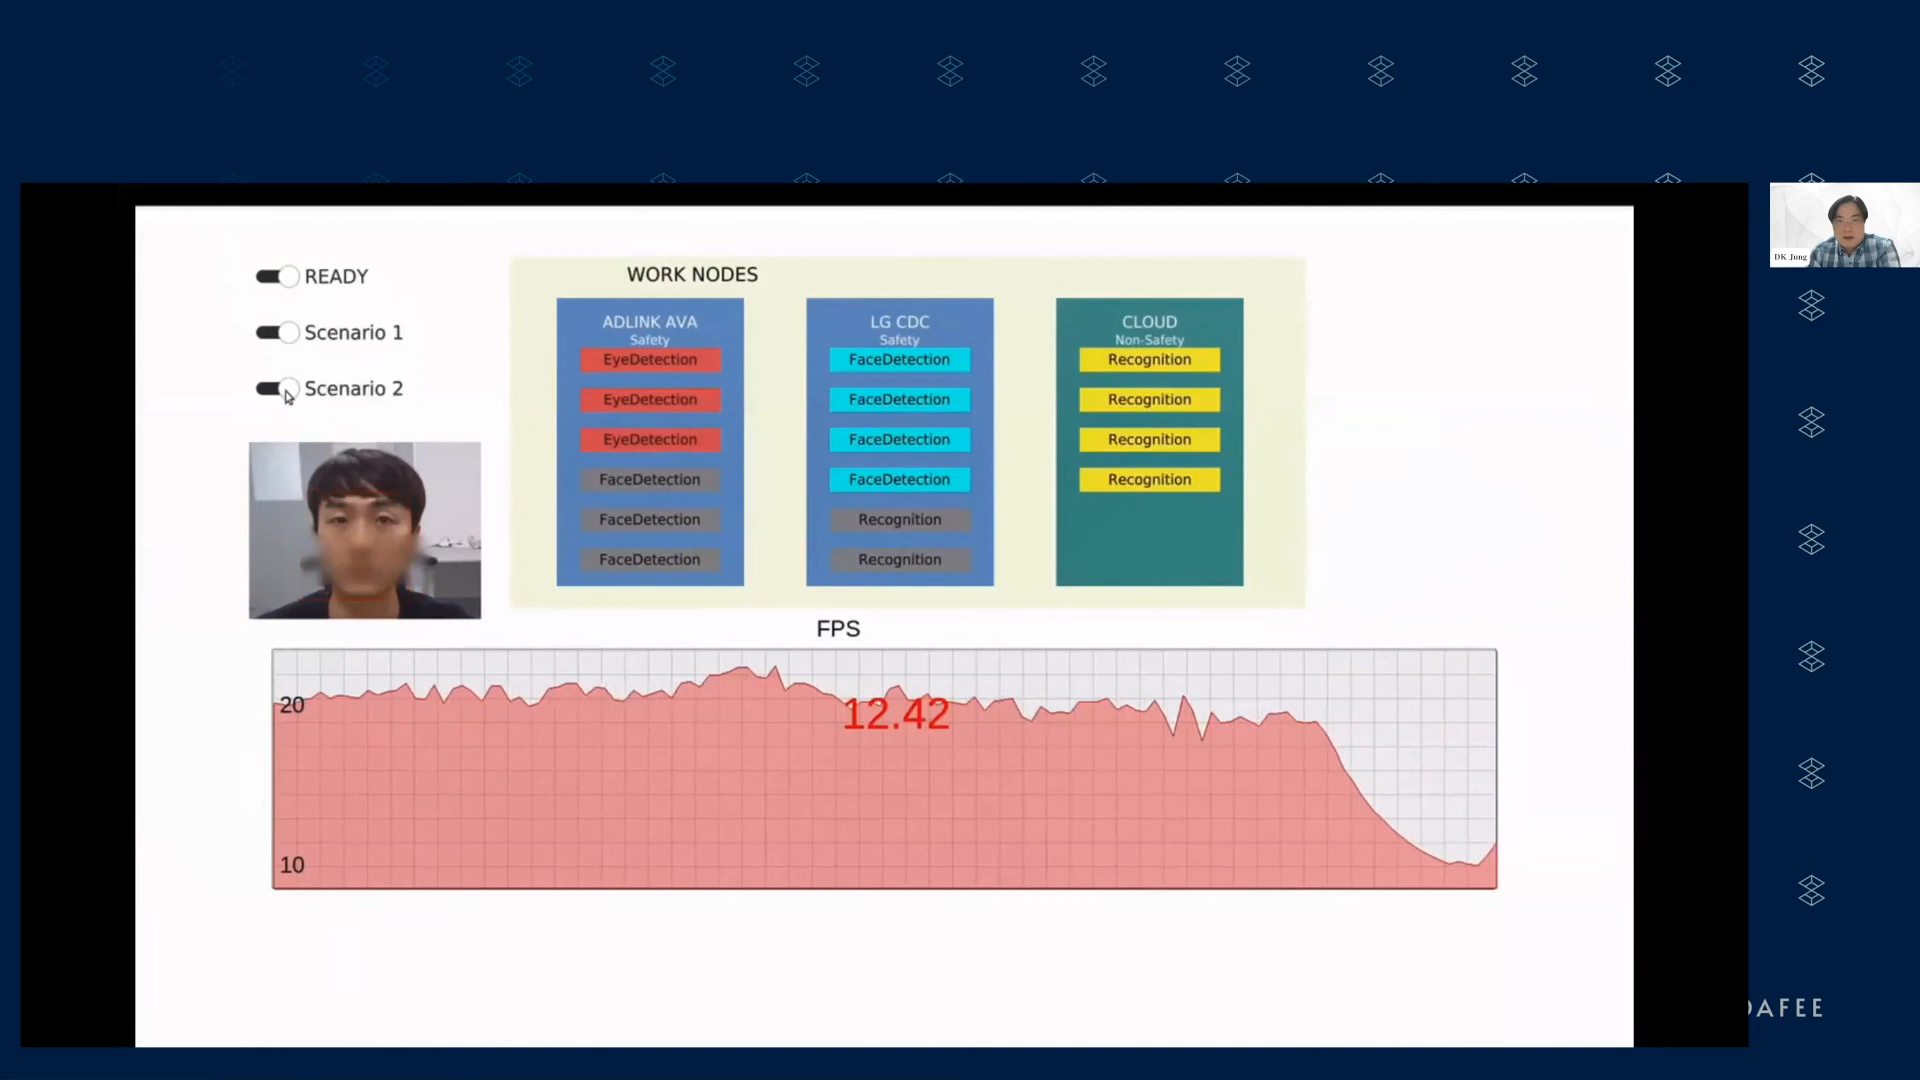 READY
Scenario 1
Scenario 2
WORK NODES
ADLINK AVA
Safety
EyeDetection
EyeDetection
EyeDetection
FaceDetection
FaceDetection
FaceDetection
LG CDC
Safety
FaceDetection
FaceDetection
FaceDetection
FaceDetection
Recognition
Recognition
CLOUD
Non-Safety
Recognition
Recognition
Recognition
Recognition
FPS
20
12.42
10
DK Jung
OAFEE